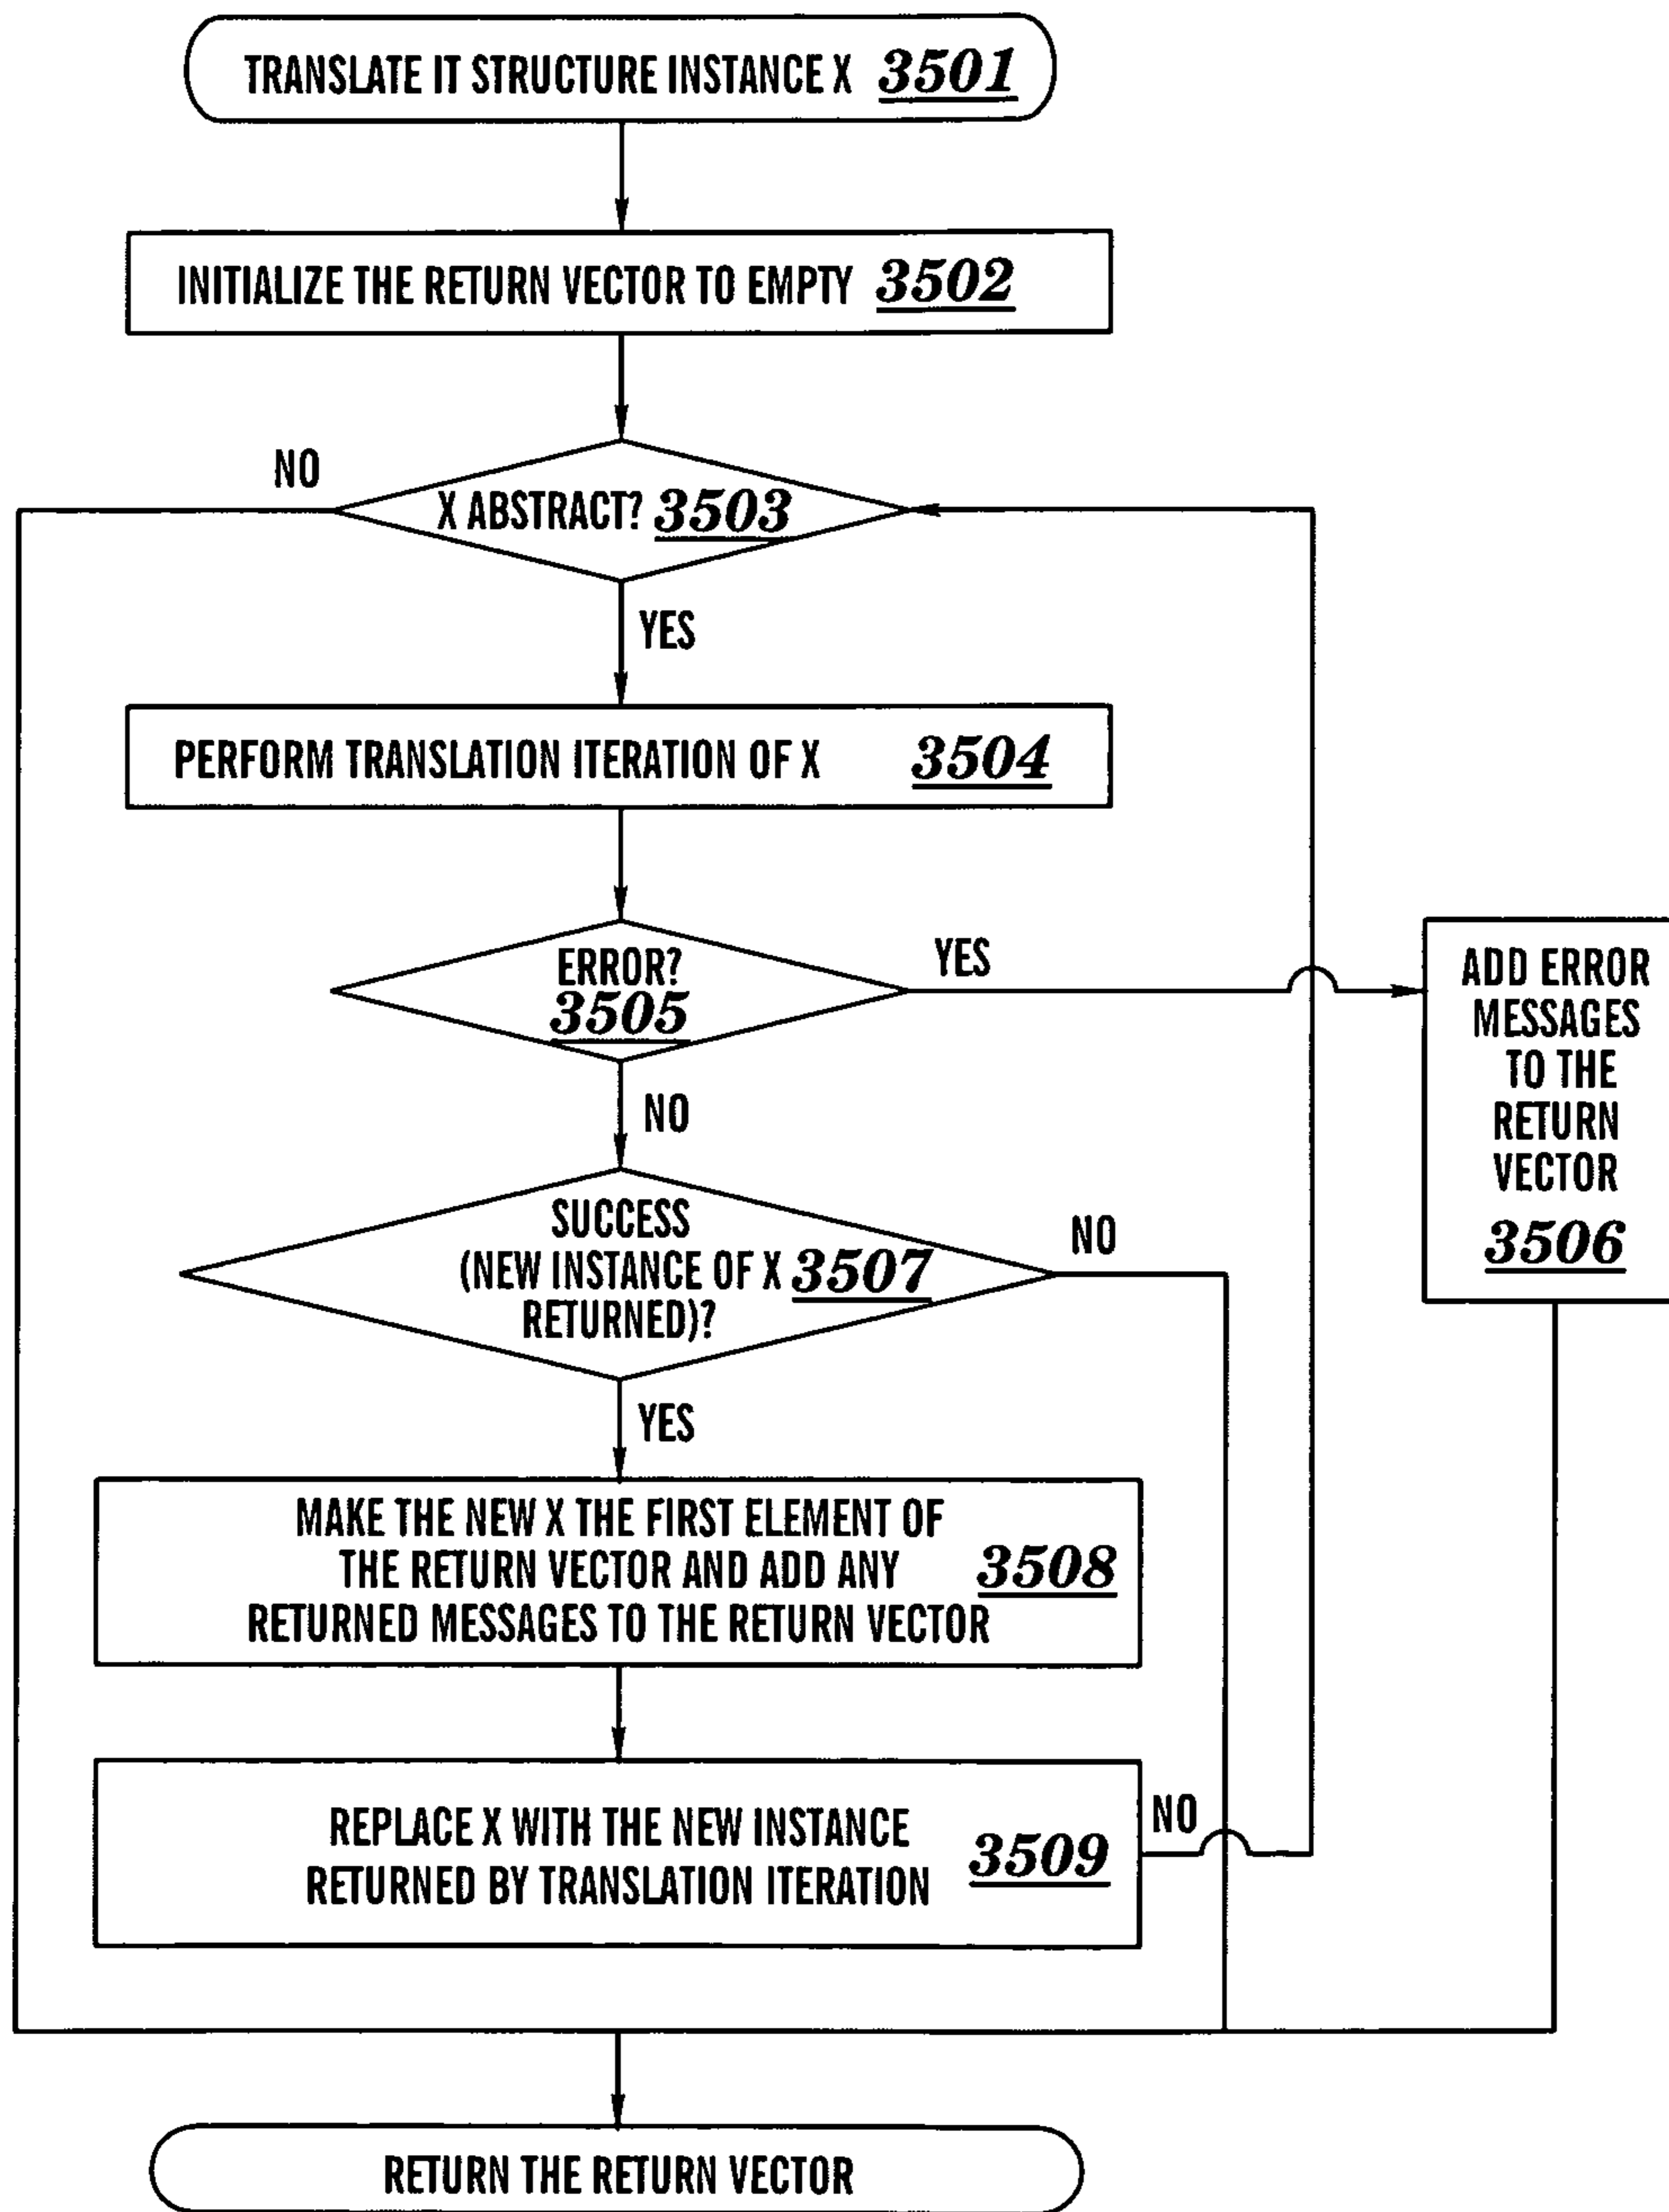 TRANSLATE IT STRUCTURE INSTANCE X 3501
INITIALIZE THE RETURN VECTOR TO EMPTY 3502
NO
X ABSTRACT? 3503
YES
PERFORM TRANSLATION ITERATION OF X 3504
ERROR?
3505
YES
NO
ADD ERROR
MESSAGES
TO THE
RETURN
VECTOR
3506
SUCCESS
(NEW INSTANCE OF X 3507
RETURNED)?
NO
YES
MAKE THE NEW X THE FIRST ELEMENT OF
THE RETURN VECTOR AND ADD ANY 3508
RETURNED MESSAGES TO THE RETURN VECTOR
REPLACE X WITH THE NEW INSTANCE
RETURNED BY TRANSLATION ITERATION 3509
NO
RETURN THE RETURN VECTOR